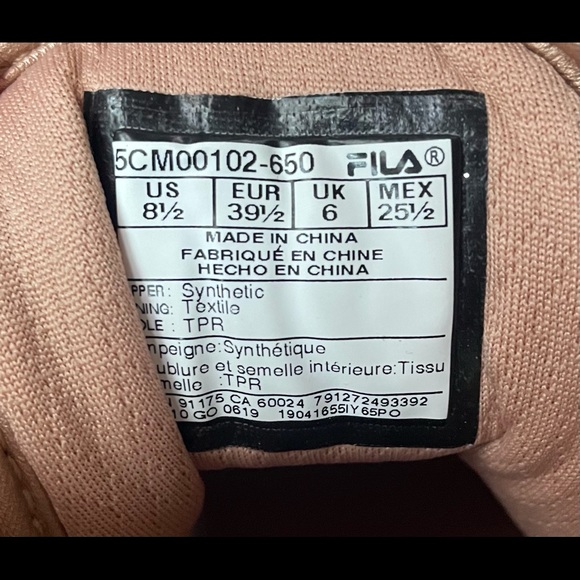 5CM00102-650 FILA®
US EUR UK MEX
8½ 39½ 6 25½
MADE IN CHINA
FABRIQUÉ EN CHINE
HECHO EN CHINA
PPER: Synthetic
NING: Textile
OLE: TPR
mpeigne:Synthétique
ublure et semelle intérieure:Tissu
melle :TPR
91175 CA 60024 791272493392
10 GO 0619 19041655IY65PO